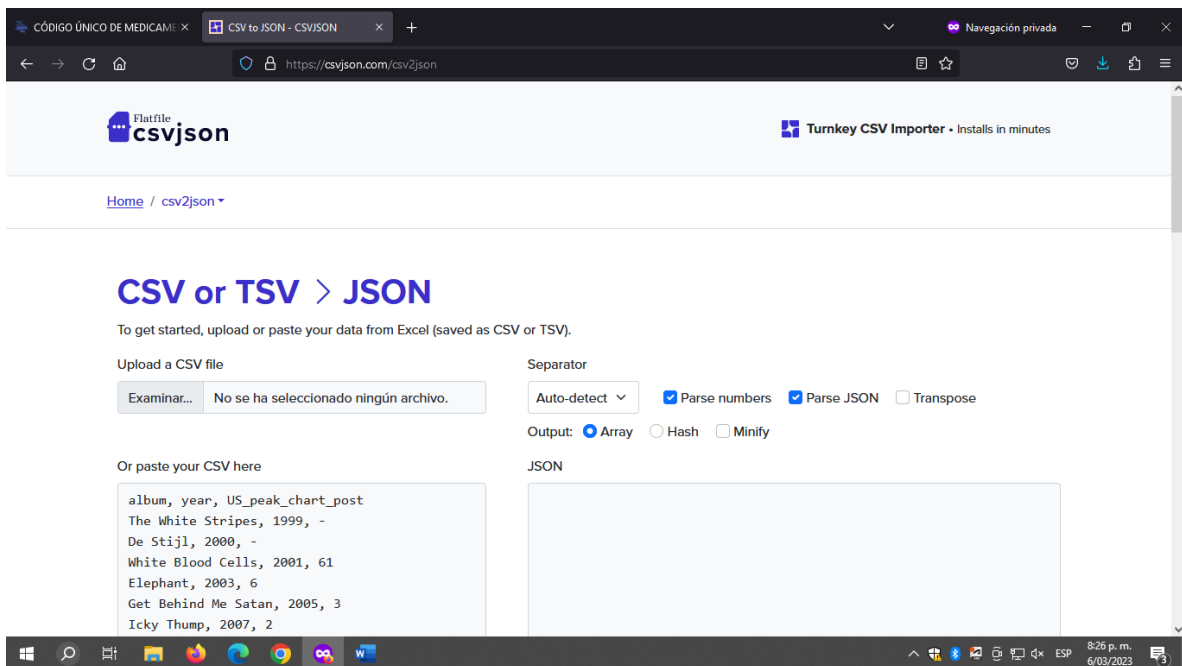 CÓDIGO ÚNICO DE MEDICAME
CSV to JSON - CSVJSON
Navegación privada
https://csvjson.com/csv2json
Flatfile
csvjson
Turnkey CSV Importer • Installs in minutes
Home / csv2json
CSV or TSV > JSON
To get started, upload or paste your data from Excel (saved as CSV or TSV).
Upload a CSV file
Separator
Examinar... No se ha seleccionado ningún archivo.
Auto-detect Parse numbers Parse JSON Transpose
Output: Array Hash Minify
Or paste your CSV here
JSON
album, year, US_peak_chart_post
The White Stripes, 1999, -
De Stijl, 2000, -
White Blood Cells, 2001, 61
Elephant, 2003, 6
Get Behind Me Satan, 2005, 3
Icky Thump, 2007, 2
ESP
8:26 p. m.
6/03/2023
3